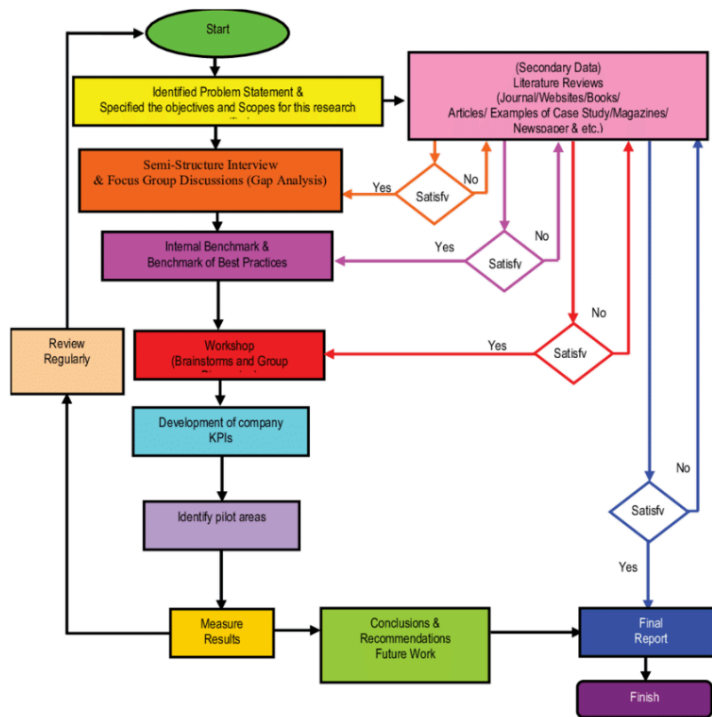 Start
Identified Problem Statement &
Specified the objectives and Scopes for this research
(Secondary Data)
Literature Reviews
(Journal/Websites/Books/
Articles/ Examples of Case Study/Magazines/
Newspaper & etc.)
Semi-Structure Interview
& Focus Group Discussions (Gap Analysis)
Yes
No
Satisfy
Internal Benchmark &
Benchmark of Best Practices
Yes
No
Satisfy
Review
Regularly
Workshop
(Brainstorms and Group
Yes
No
Satisfy
Development of company
KPIs
Identify pilot areas
No
Satisfy
Yes
Measure
Results
Conclusions &
Recommendations
Future Work
Final
Report
Finish